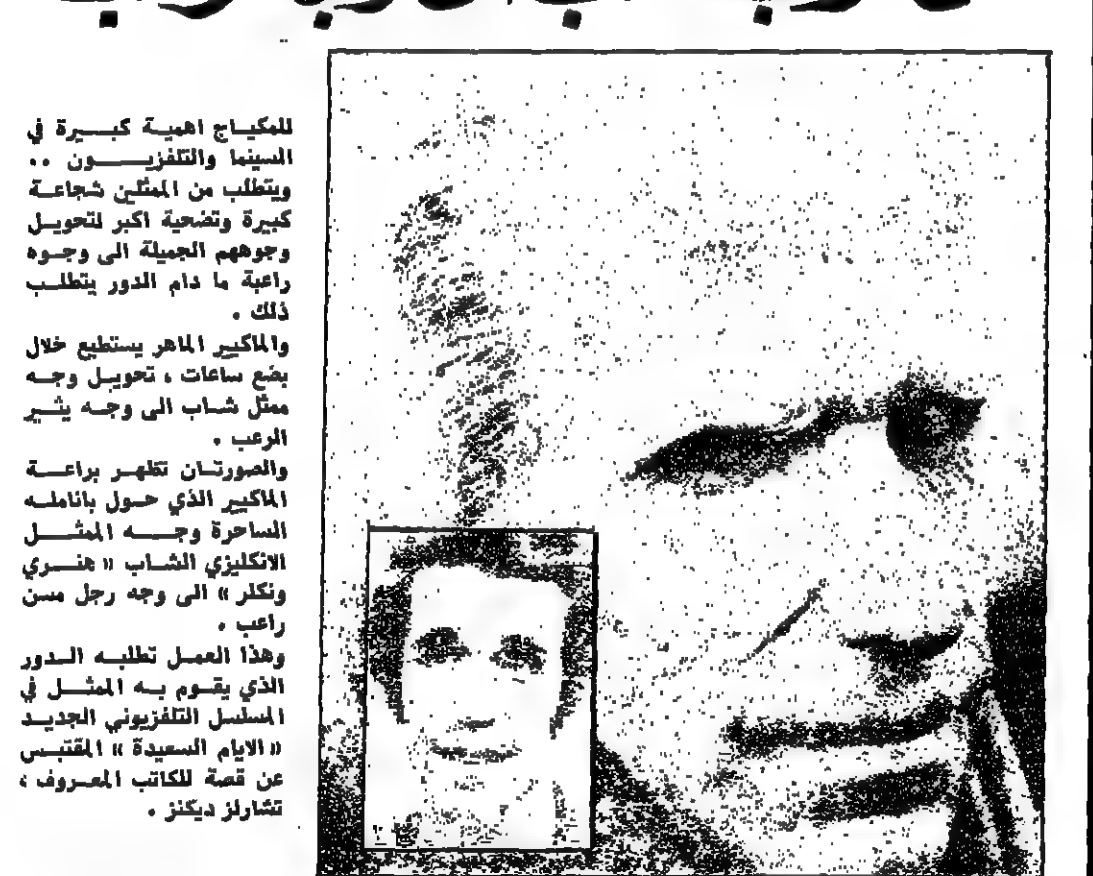 للمكياج اهمية كبيرة في
السينما والتلفزيون ..
ويتطلب من الممثلين شجاعة
كبيرة وتضحية اكبر لتحويل
وجوههم الجميلة الى وجوه
راعبة ما دام الدور يتطلب
ذلك .
والماكيير الماهر يستطيع خلال
بضع ساعات ، تحويل وجه
ممثل شاب الى وجه يثير
الرعب .
والصورتان تظهر براعة
الماكيير الذي حول بانامله
الساحرة وجه الممثل
الانكليزي الشاب « هنري
ونكلر » الى وجه رجل مسن
راعب .
وهذا العمل تطلبه الدور
الذي يقوم به الممثل في
المسلسل التلفزيوني الجديد
« الايام السعيدة » المقتبس
عن قصة للكاتب المعروف ،
تشارلز ديكنز .